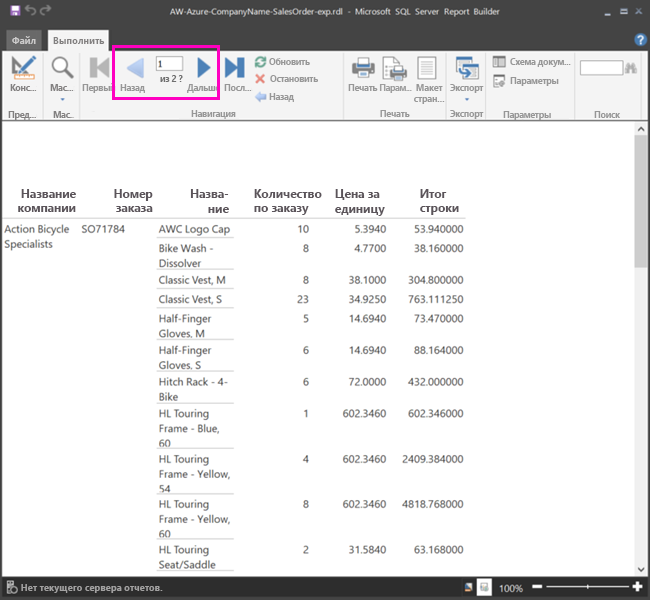 AW-Azure-CompanyName-SalesOrder-exp.rdl - Microsoft SQL Server Report Builder
Файл Выполнить
Обновить Схема докум...
1
из 2 ? Остановить Параметры
Конс... Мас... Первый Назад Дальше Посл... Назад Печать Парам... Макет стран... Экспорт
Пред... Мас. Навигация Печать Экспорт Параметры Поиск
Название компании Номер заказа Назва-ние Количество по заказу Цена за единицу Итог строки
Action Bicycle SO71784 AWC Logo Cap 10 5.3940 53.940000
Specialists Bike Wash - 8 4.7700 38.160000
Dissolver
Classic Vest, M 8 38.1000 304.800000
Classic Vest, S 23 34.9250 763.111250
Half-Finger 5 14.6940 73.470000
Gloves, M
Half-Finger 6 14.6940 88.164000
Gloves, S
Hitch Rack - 4- 6 72.0000 432.000000
Bike
HL Touring 1 602.3460 602.346000
Frame - Blue,
60
HL Touring 4 602.3460 2409.384000
Frame - Yellow,
54
HL Touring 8 602.3460 4818.768000
Frame - Yellow,
60
HL Touring 2 31.5840 63.168000
Seat/Saddle
Нет текущего сервера отчетов. 100%